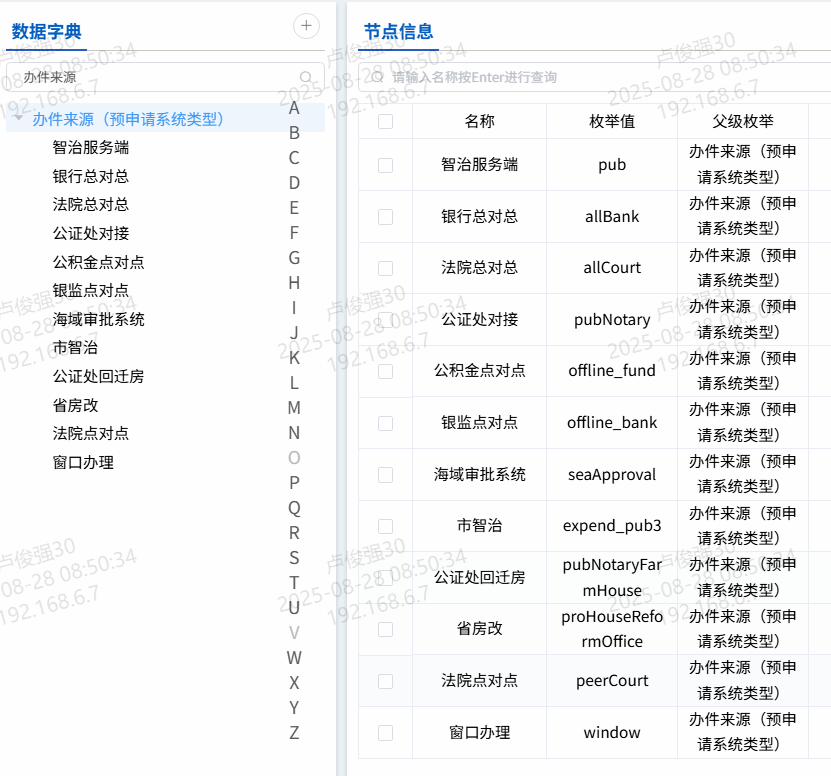 数据字典
办件来源
办件来源（预申请系统类型）
智治服务端
银行总对总
法院总对总
公证处对接
公积金点对点
银监点对点
海域审批系统
市智治
公证处回迁房
省房改
法院点对点
窗口办理
A
B
C
D
E
F
G
H
I
J
K
L
M
N
O
P
Q
R
S
T
U
V
W
X
Y
Z
节点信息
请输入名称按Enter进行查询
名称 枚举值 父级枚举
智治服务端 pub 办件来源（预申
请系统类型）
银行总对总 allBank 办件来源（预申
请系统类型）
法院总对总 allCourt 办件来源（预申
请系统类型）
公证处对接 pubNotary 办件来源（预申
请系统类型）
公积金点对点 offline_fund 办件来源（预申
请系统类型）
银监点对点 offline_bank 办件来源（预申
请系统类型）
海域审批系统 seaApproval 办件来源（预申
请系统类型）
市智治 expend_pub3 办件来源（预申
请系统类型）
公证处回迁房 pubNotaryFar 办件来源（预申
mHouse 请系统类型）
省房改 proHouseRefo 办件来源（预申
rmOffice 请系统类型）
法院点对点 peerCourt 办件来源（预申
请系统类型）
窗口办理 window 办件来源（预申
请系统类型）
卢俊强30
2025-08-28 08:50:34
192.168.6.7